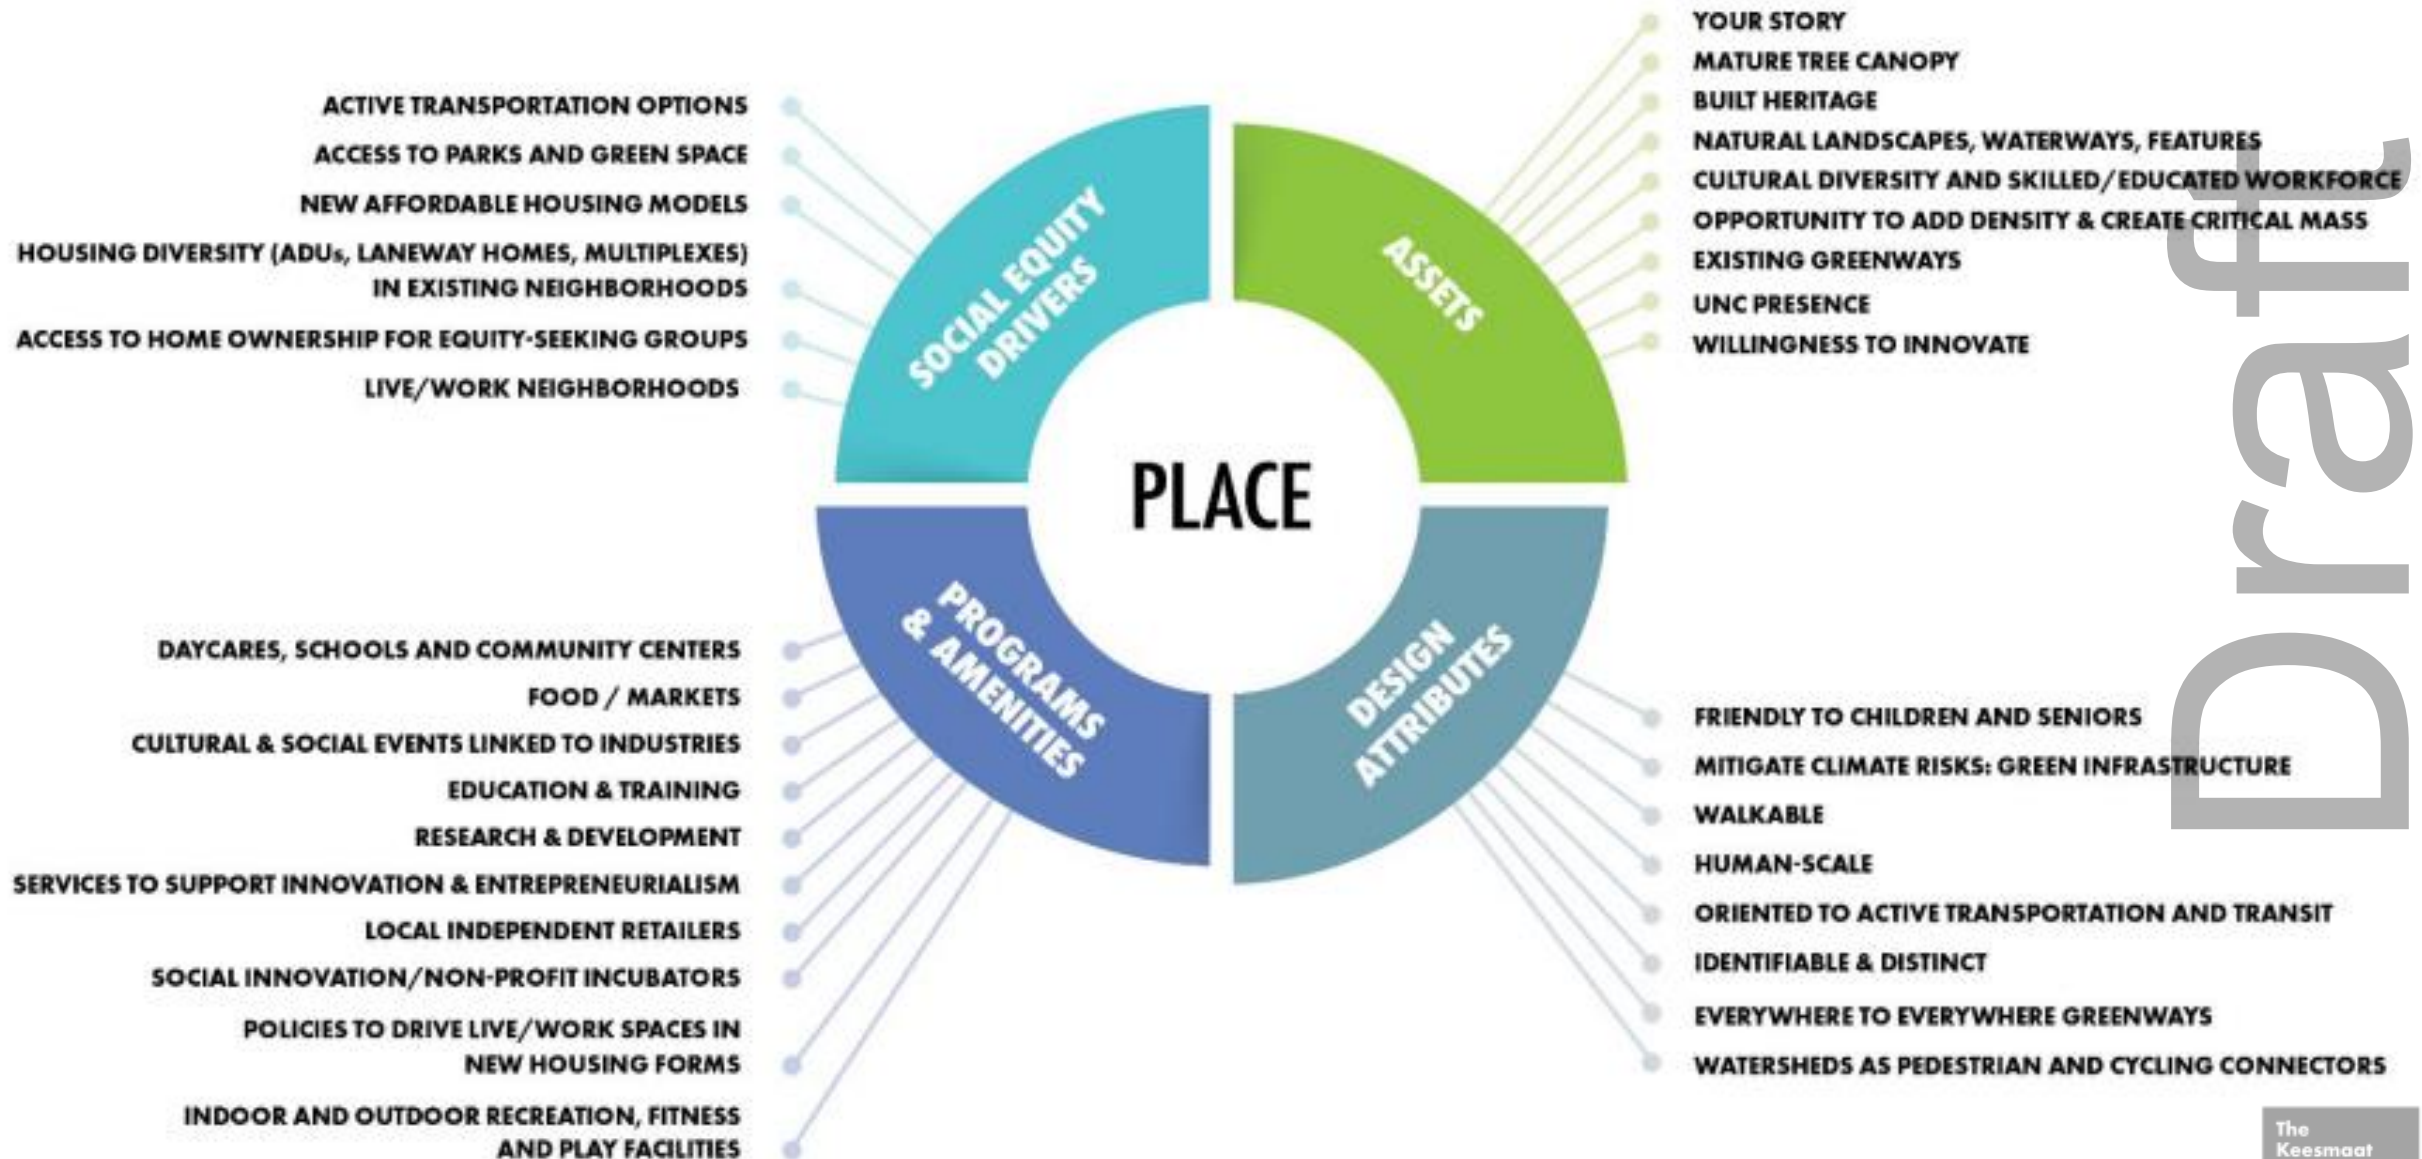 ACTIVE TRANSPORTATION OPTIONS
ACCESS TO PARKS AND GREEN SPACE
NEW AFFORDABLE HOUSING MODELS
HOUSING DIVERSITY (ADUs, LANEWAY HOMES, MULTIPLEXES)
IN EXISTING NEIGHBORHOODS
ACCESS TO HOME OWNERSHIP FOR EQUITY-SEEKING GROUPS
LIVE/WORK NEIGHBORHOODS
SOCIAL EQUITY
DRIVERS
YOUR STORY
MATURE TREE CANOPY
BUILT HERITAGE
NATURAL LANDSCAPES, WATERWAYS, FEATURES
CULTURAL DIVERSITY AND SKILLED/EDUCATED WORKFORCE
OPPORTUNITY TO ADD DENSITY & CREATE CRITICAL MASS
EXISTING GREENWAYS
UNC PRESENCE
WILLINGNESS TO INNOVATE
ASSETS
PLACE
DAYCARES, SCHOOLS AND COMMUNITY CENTERS
FOOD / MARKETS
CULTURAL & SOCIAL EVENTS LINKED TO INDUSTRIES
EDUCATION & TRAINING
RESEARCH & DEVELOPMENT
SERVICES TO SUPPORT INNOVATION & ENTREPRENEURIALISM
LOCAL INDEPENDENT RETAILERS
SOCIAL INNOVATION/NON-PROFIT INCUBATORS
POLICIES TO DRIVE LIVE/WORK SPACES IN
NEW HOUSING FORMS
INDOOR AND OUTDOOR RECREATION, FITNESS
AND PLAY FACILITIES
PROGRAMS
& AMENITIES
DESIGN
ATTRIBUTES
FRIENDLY TO CHILDREN AND SENIORS
MITIGATE CLIMATE RISKS: GREEN INFRASTRUCTURE
WALKABLE
HUMAN-SCALE
ORIENTED TO ACTIVE TRANSPORTATION AND TRANSIT
IDENTIFIABLE & DISTINCT
EVERYWHERE TO EVERYWHERE GREENWAYS
WATERSHEDS AS PEDESTRIAN AND CYCLING CONNECTORS
Draft
The
Keesmaat